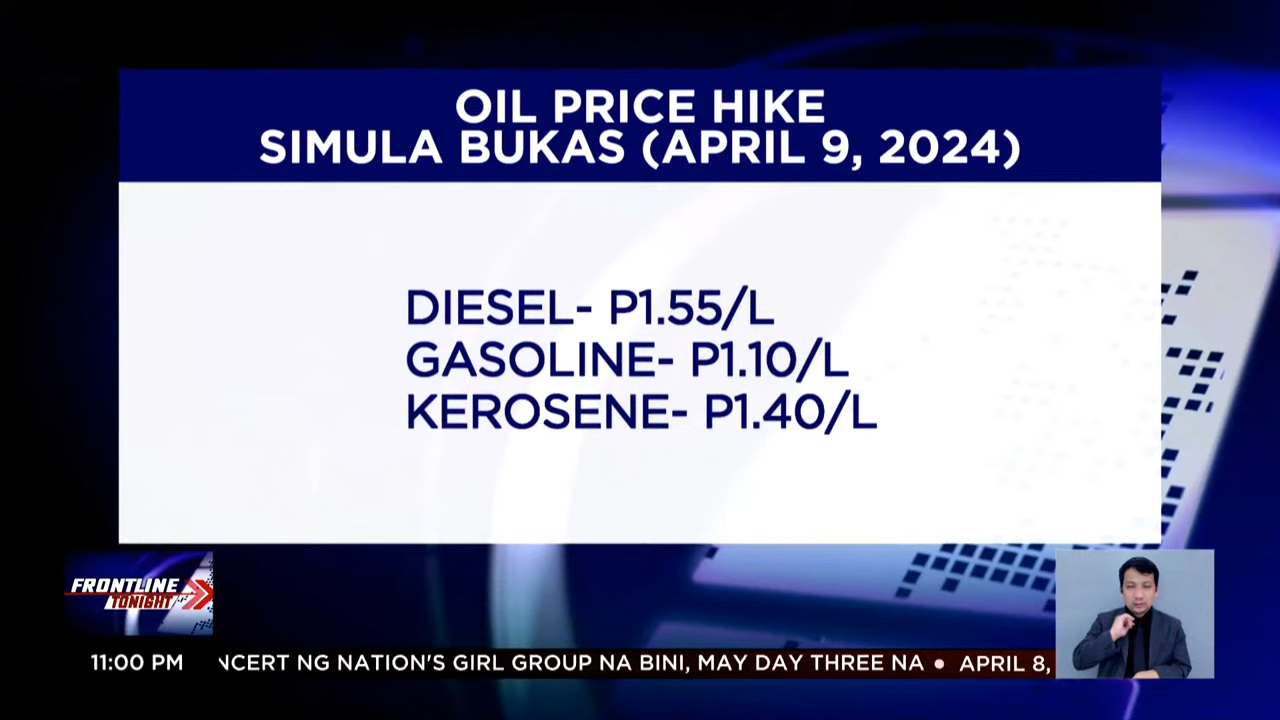 OIL PRICE HIKE
SIMULA BUKAS (APRIL 9, 2024)
DIESEL- P1.55/L
GASOLINE- P1.10/L
KEROSENE- P1.40/L
FRONTLINE
TONIGHT
11:00 PM NG NATION'S GIRL GROUP NA BINI, MAY DAY THREE NA • APRIL 8,